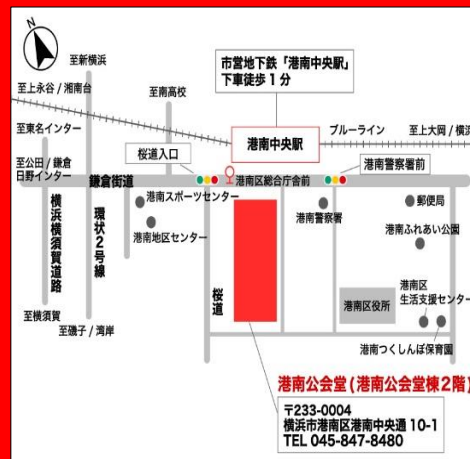 N
至新横浜
至上永谷/湘南台
至南高校
市営地下鉄「港南中央駅」
下車徒歩1分
至東名インター
桜道入口
港南中央駅
ブルーライン
至上大岡/横浜
港南警察署前
至公田/鎌倉
日野インター
鎌倉街道
港南区総合庁舎前
港南スポーツセンター
港南地区センター
港南警察署
郵便局
港南ふれあい公園
横浜横須賀道路
環状2号線
桜道
港南区役所
港南区
生活支援センター
至横須賀
至磯子/湾岸
港南つくしんぼ保育園
港南公会堂(港南公会堂棟2階)
〒233-0004
横浜市港南区港南中央通10-1
TEL 045-847-8480